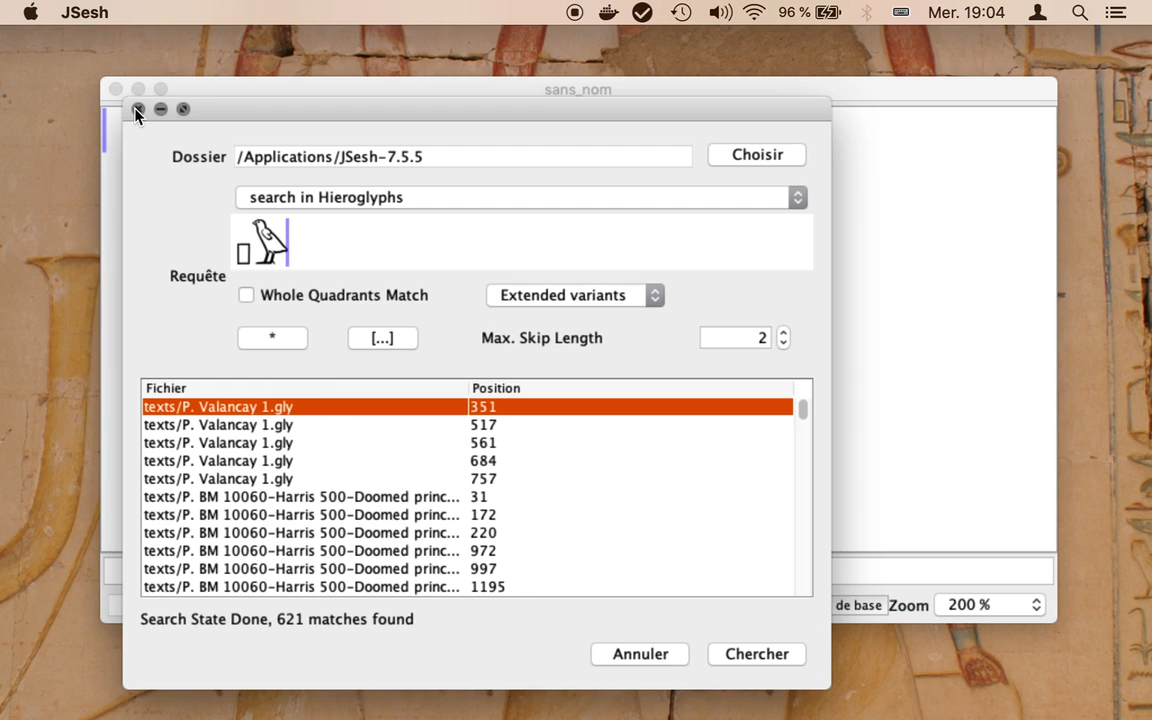 JSesh
96 %
Mer. 19:04
sans_nom
Dossier
/Applications/JSesh-7.5.5
Choisir
search in Hieroglyphs
𓊪𓅱
Requête
Whole Quadrants Match
Extended variants
*
[...]
Max. Skip Length
2
Fichier Position
texts/P. Valancay 1.gly 351
texts/P. Valancay 1.gly 517
texts/P. Valancay 1.gly 561
texts/P. Valancay 1.gly 684
texts/P. Valancay 1.gly 757
texts/P. BM 10060-Harris 500-Doomed princ... 31
texts/P. BM 10060-Harris 500-Doomed princ... 172
texts/P. BM 10060-Harris 500-Doomed princ... 220
texts/P. BM 10060-Harris 500-Doomed princ... 972
texts/P. BM 10060-Harris 500-Doomed princ... 997
texts/P. BM 10060-Harris 500-Doomed princ... 1195
de base Zoom 200 %
Search State Done, 621 matches found
Annuler
Chercher